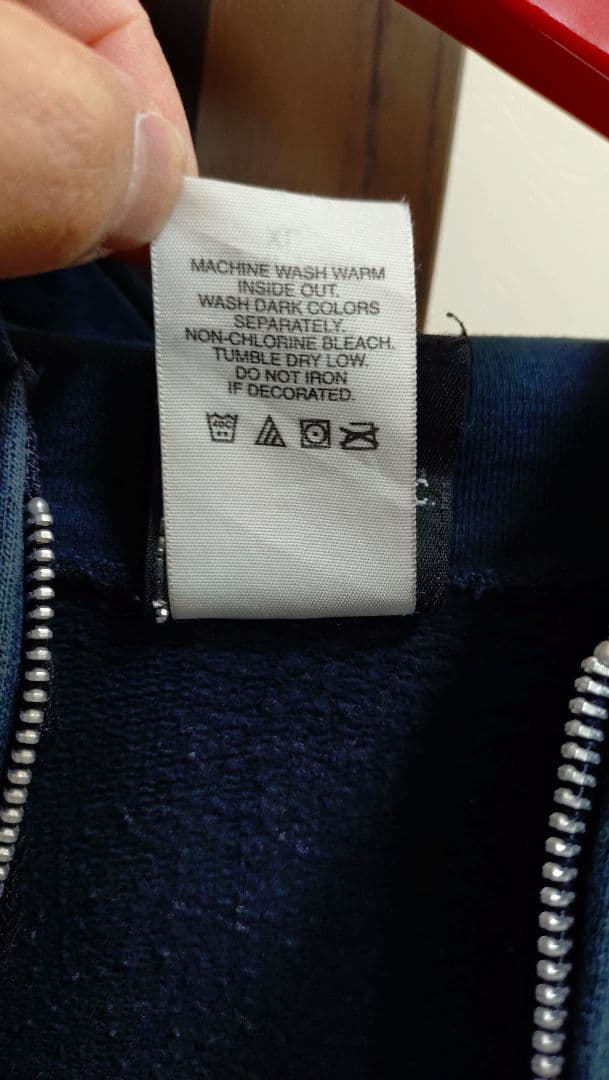 MACHINE WASH WARM
INSIDE OUT.
WASH DARK COLORS
SEPARATELY.
NON-CHLORINE BLEACH.
TUMBLE DRY LOW.
DO NOT IRON
IF DECORATED.
40C